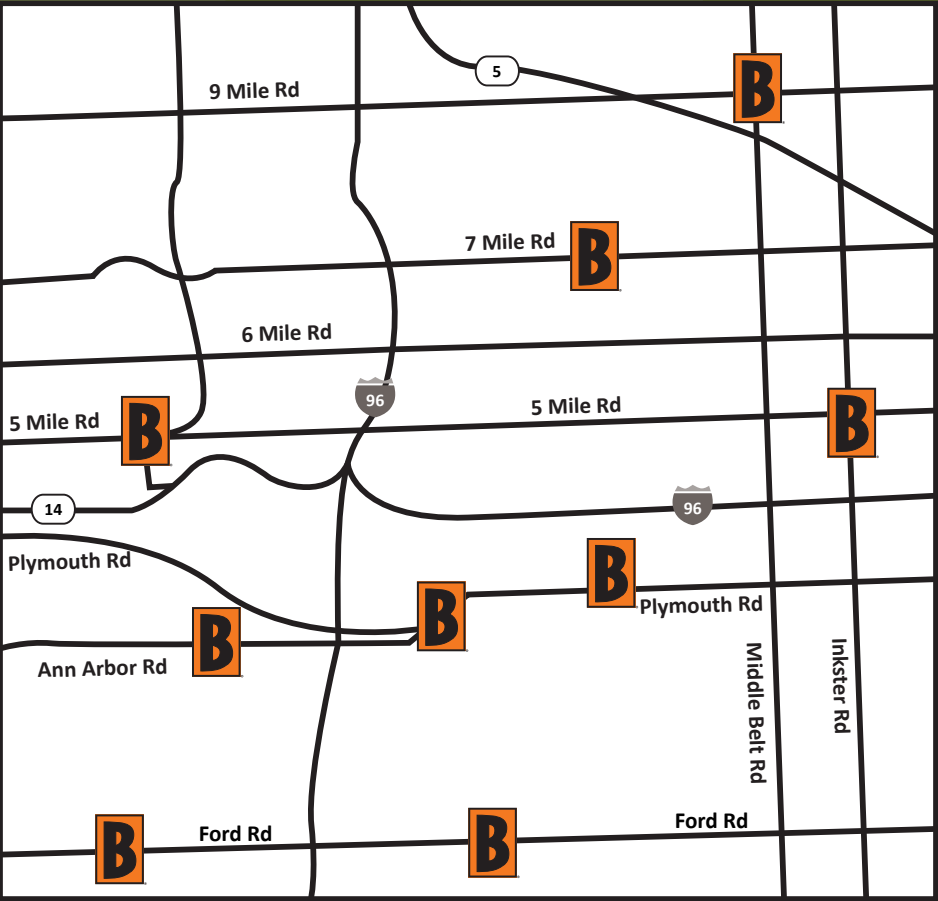 5
9 Mile Rd
B
7 Mile Rd
B
6 Mile Rd
96
5 Mile Rd
B
5 Mile Rd
B
14
96
Plymouth Rd
B
Plymouth Rd
B
B
Ann Arbor Rd
Middle Belt Rd
Inkster Rd
B
Ford Rd
B
Ford Rd